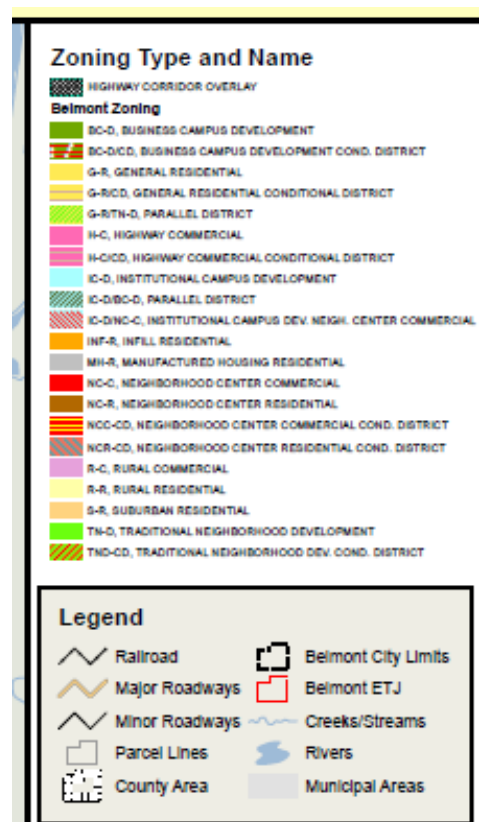 Zoning Type and Name
HIGHWAY CORRIDOR OVERLAY
Belmont Zoning
BC-D, BUSINESS CAMPUS DEVELOPMENT
BC-D/CD, BUSINESS CAMPUS DEVELOPMENT COND. DISTRICT
G-R, GENERAL RESIDENTIAL
G-R/CD, GENERAL RESIDENTIAL CONDITIONAL DISTRICT
G-R/TN-D, PARALLEL DISTRICT
H-C, HIGHWAY COMMERCIAL
H-C/CD, HIGHWAY COMMERCIAL CONDITIONAL DISTRICT
IC-D, INSTITUTIONAL CAMPUS DEVELOPMENT
IC-D/BC-D, PARALLEL DISTRICT
IC-D/NC-C, INSTITUTIONAL CAMPUS DEV. NEIGH. CENTER COMMERCIAL
INF-R, INFILL RESIDENTIAL
MH-R, MANUFACTURED HOUSING RESIDENTIAL
NC-C, NEIGHBORHOOD CENTER COMMERCIAL
NC-R, NEIGHBORHOOD CENTER RESIDENTIAL
NCC-CD, NEIGHBORHOOD CENTER COMMERCIAL COND. DISTRICT
NCR-CD, NEIGHBORHOOD CENTER RESIDENTIAL COND. DISTRICT
R-C, RURAL COMMERCIAL
R-R, RURAL RESIDENTIAL
S-R, SUBURBAN RESIDENTIAL
TN-D, TRADITIONAL NEIGHBORHOOD DEVELOPMENT
TND-CD, TRADITIONAL NEIGHBORHOOD DEV. COND. DISTRICT
Legend
Railroad
Major Roadways
Minor Roadways
Parcel Lines
County Area
Belmont City Limits
Belmont ETJ
Creeks/Streams
Rivers
Municipal Areas